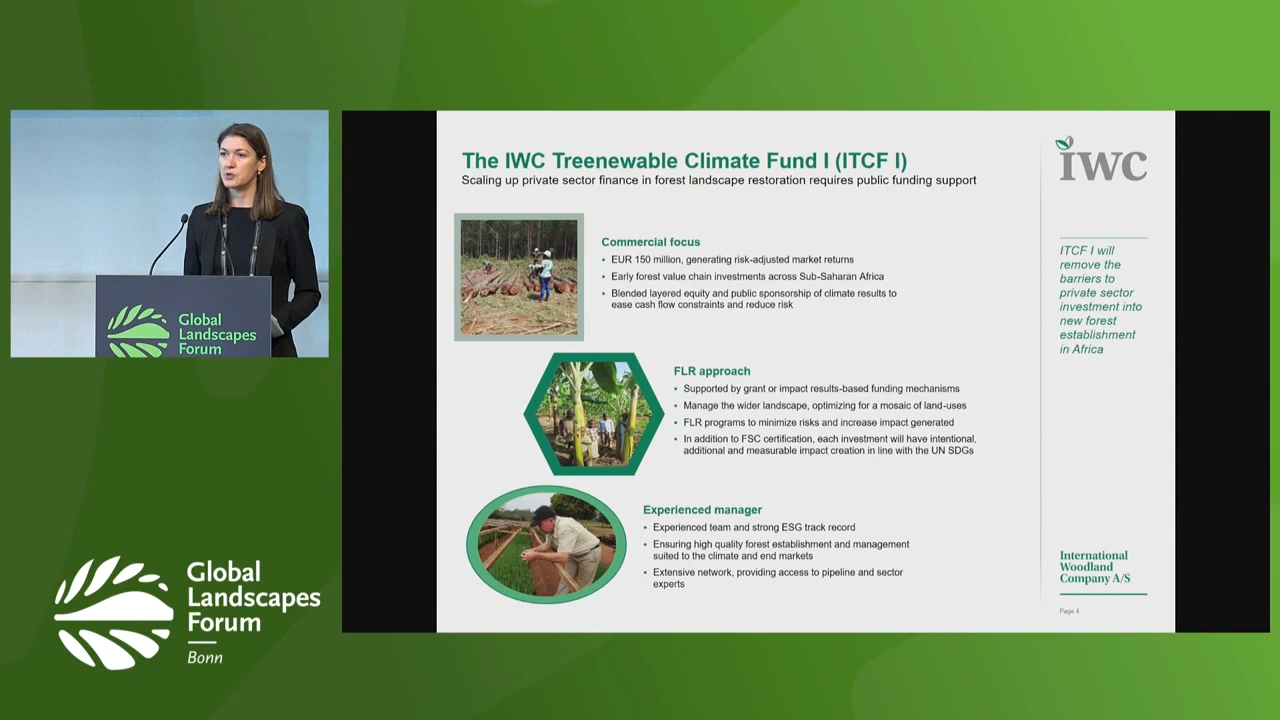 Global
Landscapes
Forum
Global
Landscapes
Forum
Bonn
The IWC Treenewable Climate Fund I (ITCF I)
Scaling up private sector finance in forest landscape restoration requires public funding support
Commercial focus
• EUR 150 million, generating risk-adjusted market returns
• Early forest value chain investments across Sub-Saharan Africa
• Blended layered equity and public sponsorship of climate results to
ease cash flow constraints and reduce risk
FLR approach
• Supported by grant or impact results-based funding mechanisms
• Manage the wider landscape, optimizing for a mosaic of land-uses
• FLR programs to minimize risks and increase impact generated
• In addition to FSC certification, each investment will have intentional,
additional and measurable impact creation in line with the UN SDGs
Experienced manager
• Experienced team and strong ESG track record
• Ensuring high quality forest establishment and management
suited to the climate and end markets
• Extensive network, providing access to pipeline and sector
experts
iWC
ITCF I will
remove the
barriers to
private sector
investment into
new forest
establishment
in Africa
International
Woodland
Company A/S
Page 4